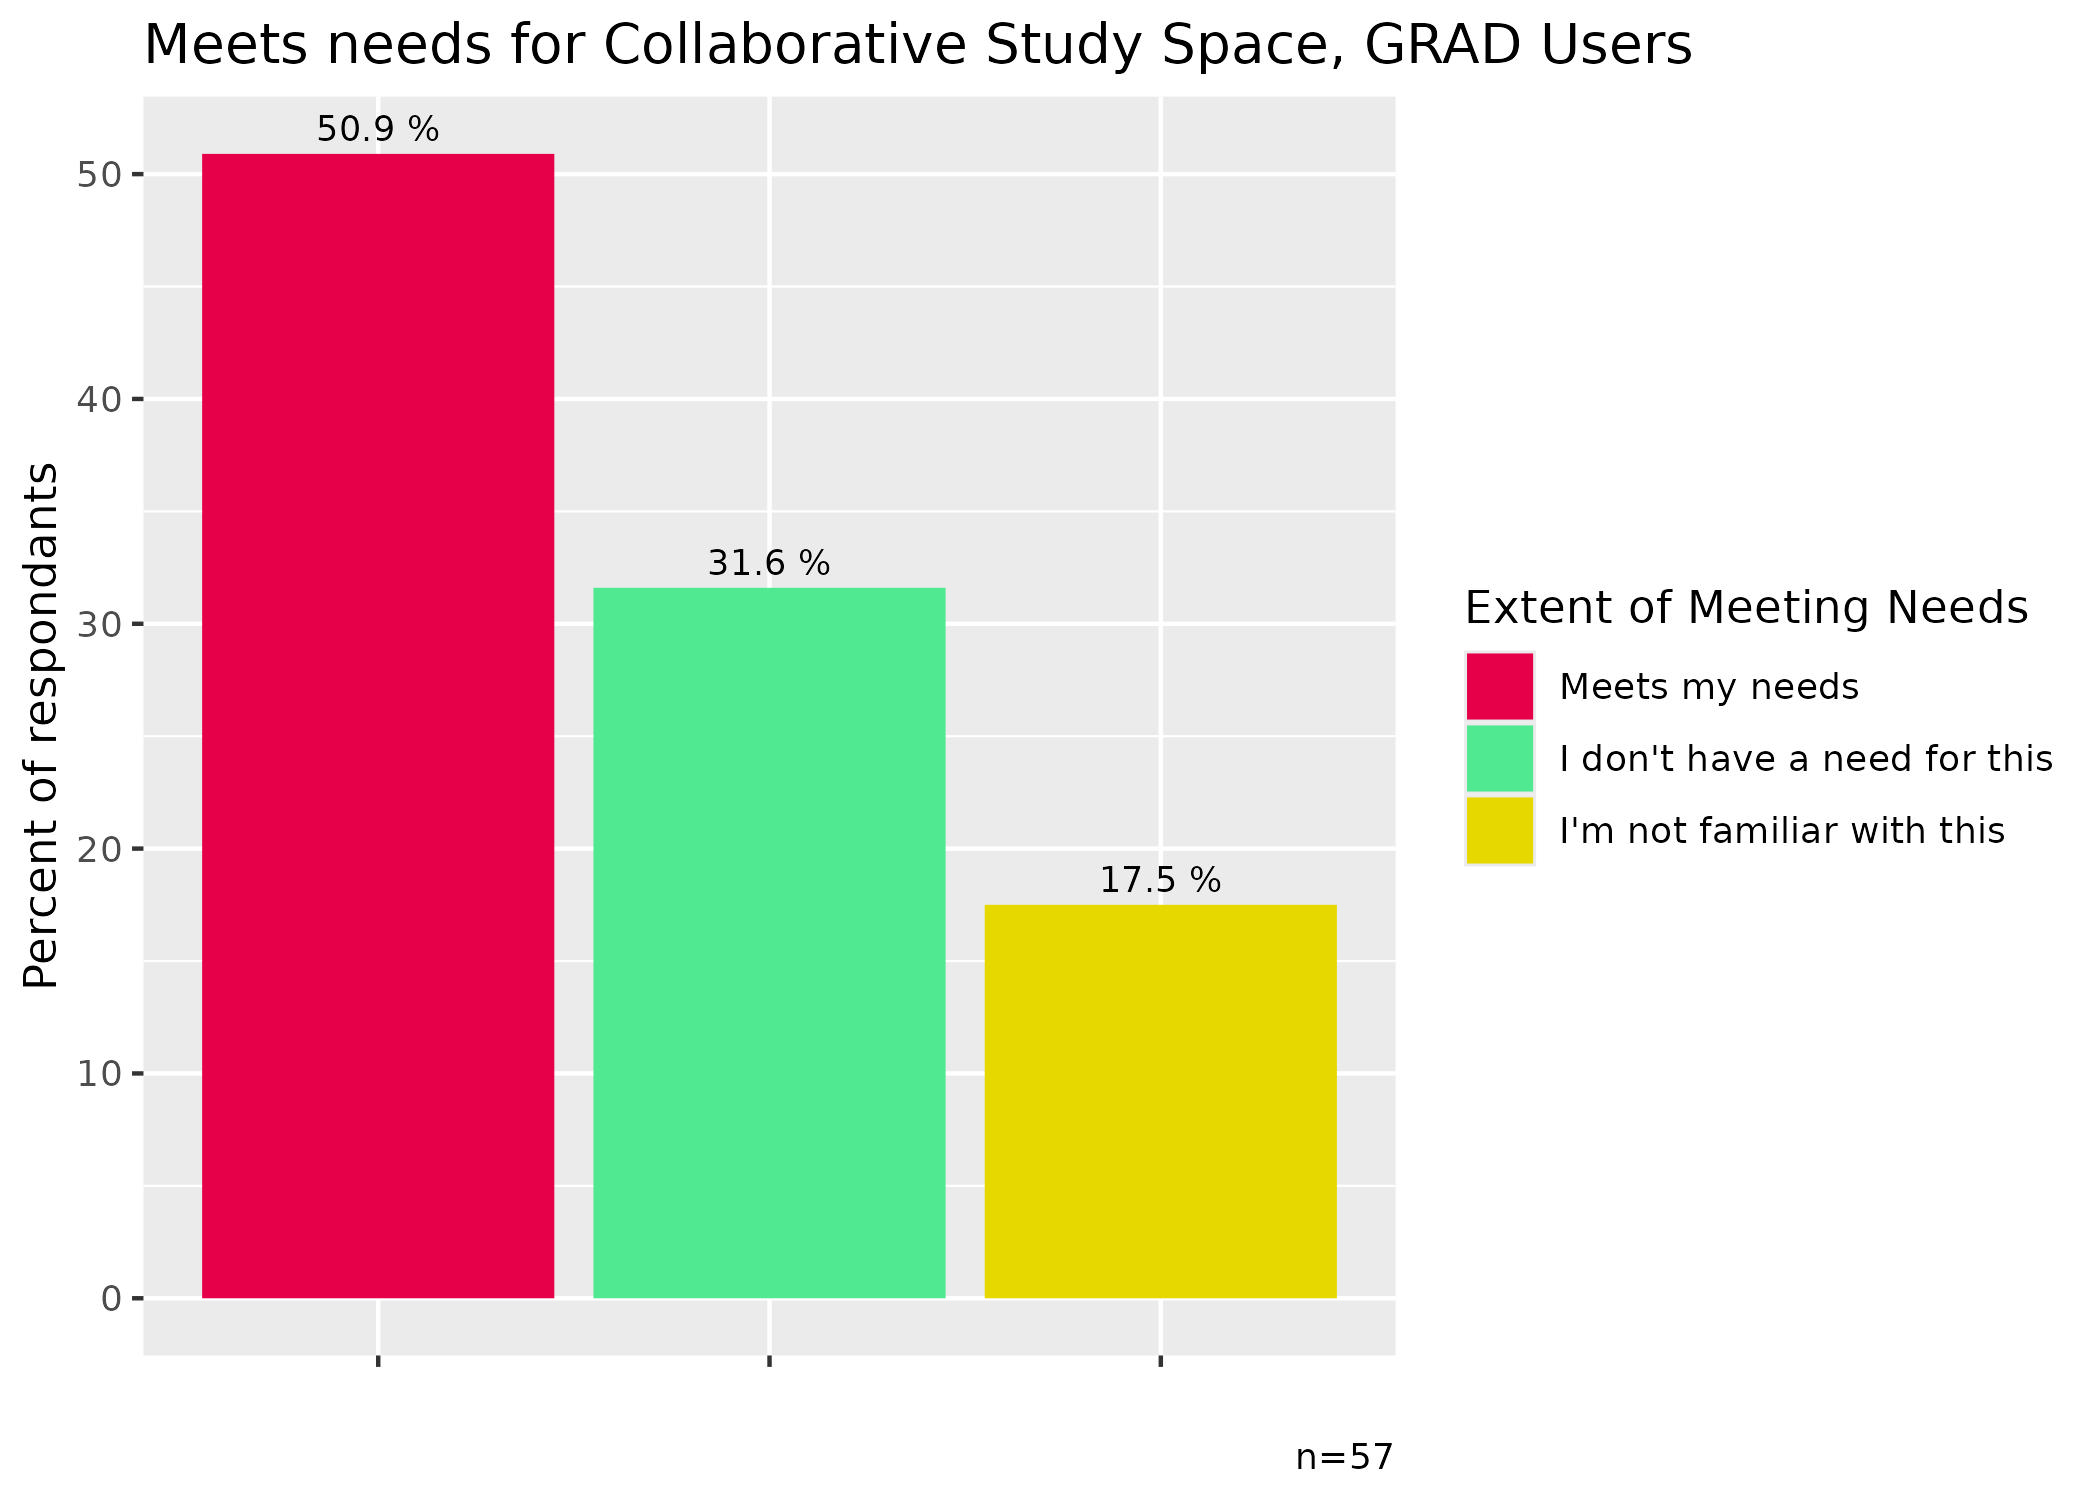 Meets needs for Collaborative Study Space, GRAD Users
Percent of respondants
50
40
30
20
10
0
50.9 %
31.6 %
17.5 %
Extent of Meeting Needs
Meets my needs
I don't have a need for this
I'm not familiar with this
n=57